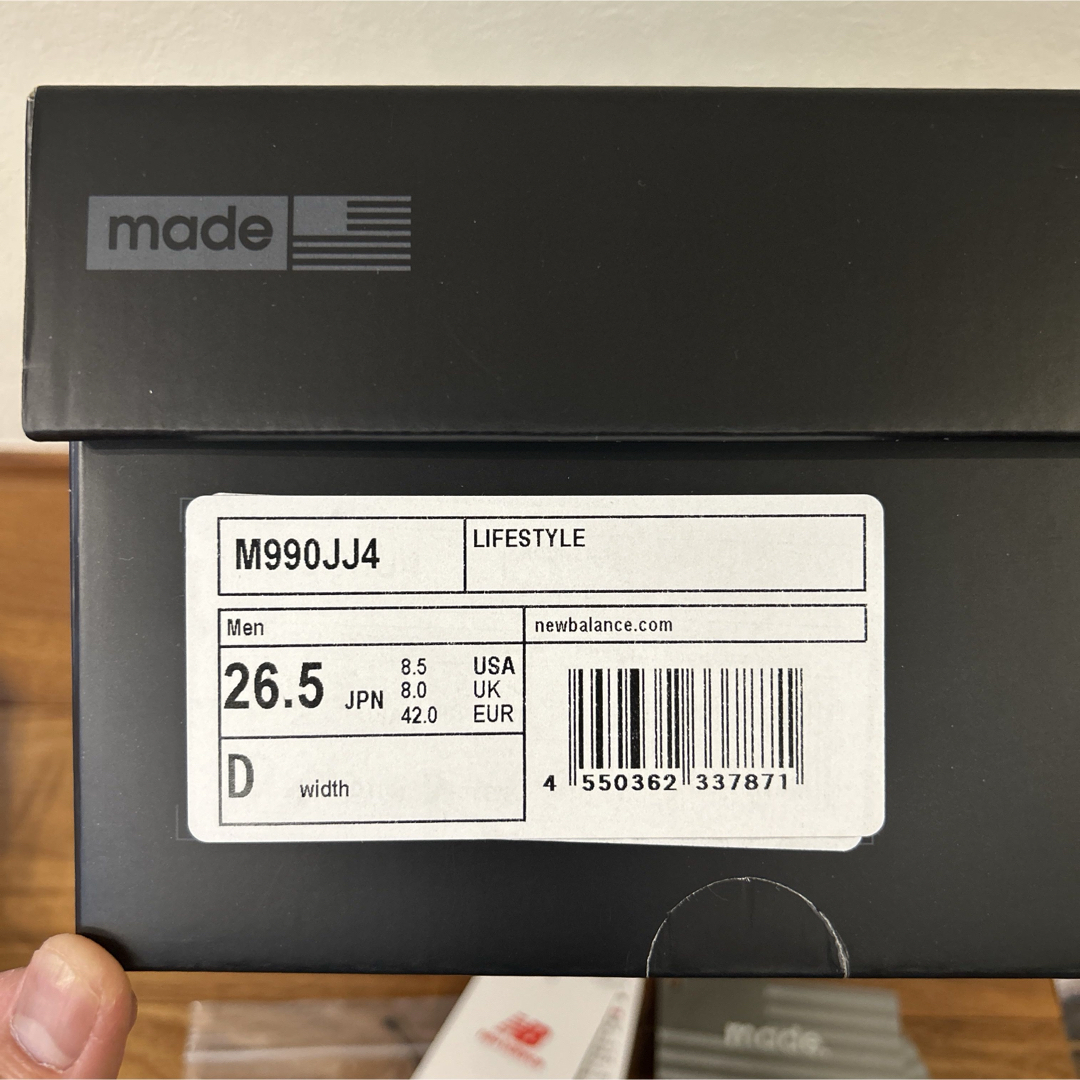 made
M990JJ4
LIFESTYLE
Men
newbalance.com
26.5 JPN
8.5 USA
8.0 UK
42.0 EUR
D width
4 550362 337871
made.